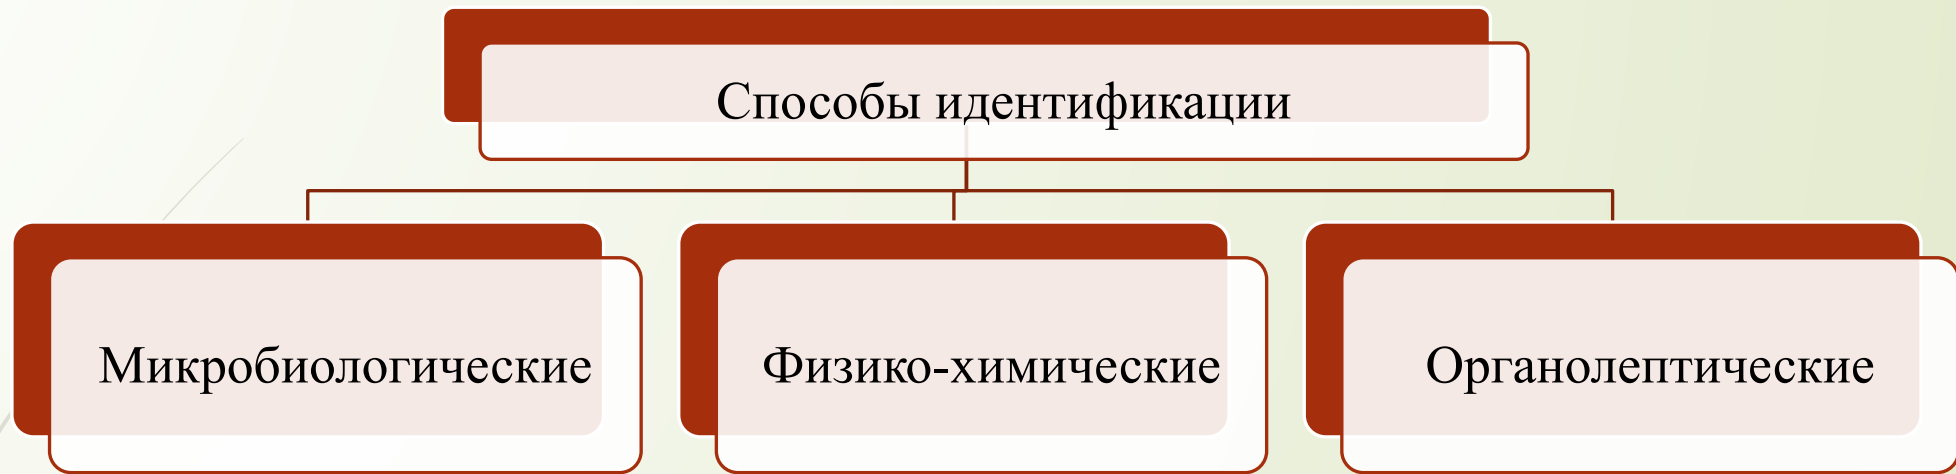 Способы идентификации
Микробиологические
Физико-химические
Органолептические